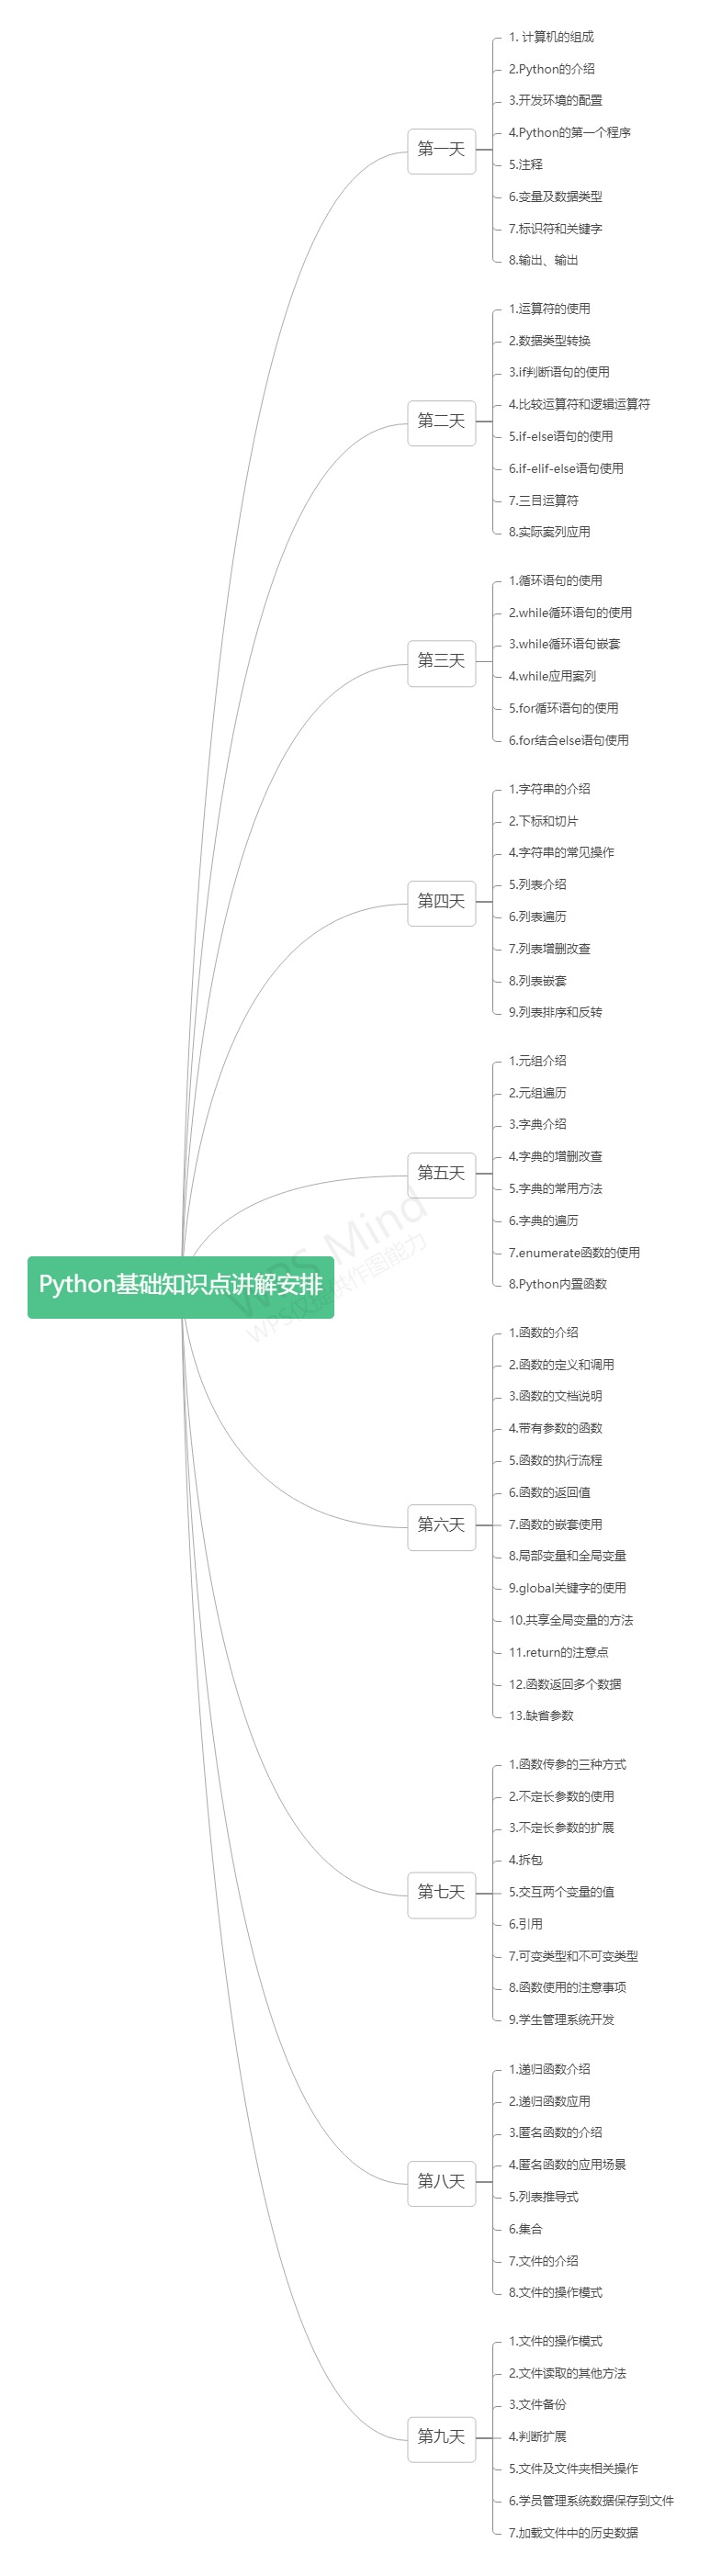 Python基础知识点讲解安排
第一天
1. 计算机的组成
2.Python的介绍
3.开发环境的配置
4.Python的第一个程序
5.注释
6.变量及数据类型
7.标识符和关键字
8.输出、输出
第二天
1.运算符的使用
2.数据类型转换
3.if判断语句的使用
4.比较运算符和逻辑运算符
5.if-else语句的使用
6.if-elif-else语句使用
7.三目运算符
8.实际案列应用
第三天
1.循环语句的使用
2.while循环语句的使用
3.while循环语句嵌套
4.while应用案列
5.for循环语句的使用
6.for结合else语句使用
第四天
1.字符串的介绍
2.下标和切片
4.字符串的常见操作
5.列表介绍
6.列表遍历
7.列表增删改查
8.列表嵌套
9.列表排序和反转
第五天
1.元组介绍
2.元组遍历
3.字典介绍
4.字典的增删改查
5.字典的常用方法
6.字典的遍历
7.enumerate函数的使用
8.Python内置函数
第六天
1.函数的介绍
2.函数的定义和调用
3.函数的文档说明
4.带有参数的函数
5.函数的执行流程
6.函数的返回值
7.函数的嵌套使用
8.局部变量和全局变量
9.global关键字的使用
10.共享全局变量的方法
11.return的注意点
12.函数返回多个数据
13.缺省参数
第七天
1.函数传参的三种方式
2.不定长参数的使用
3.不定长参数的扩展
4.拆包
5.交互两个变量的值
6.引用
7.可变类型和不可变类型
8.函数使用的注意事项
9.学生管理系统开发
第八天
1.递归函数介绍
2.递归函数应用
3.匿名函数的介绍
4.匿名函数的应用场景
5.列表推导式
6.集合
7.文件的介绍
8.文件的操作模式
第九天
1.文件的操作模式
2.文件读取的其他方法
3.文件备份
4.判断扩展
5.文件及文件夹相关操作
6.学员管理系统数据保存到文件
7.加载文件中的历史数据
WPS Mind
WPS仅提供作图能力